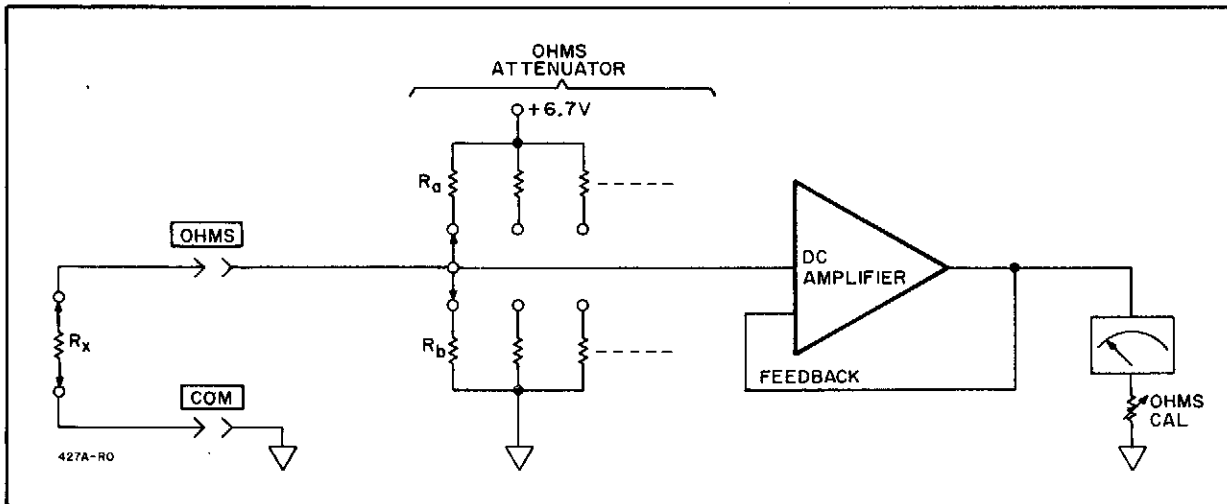 OHMS
ATTENUATOR
+6.7V
Ra
OHMS
DC
AMPLIFIER
Rx
Rb
FEEDBACK
COM
OHMS
CAL
427A-RO